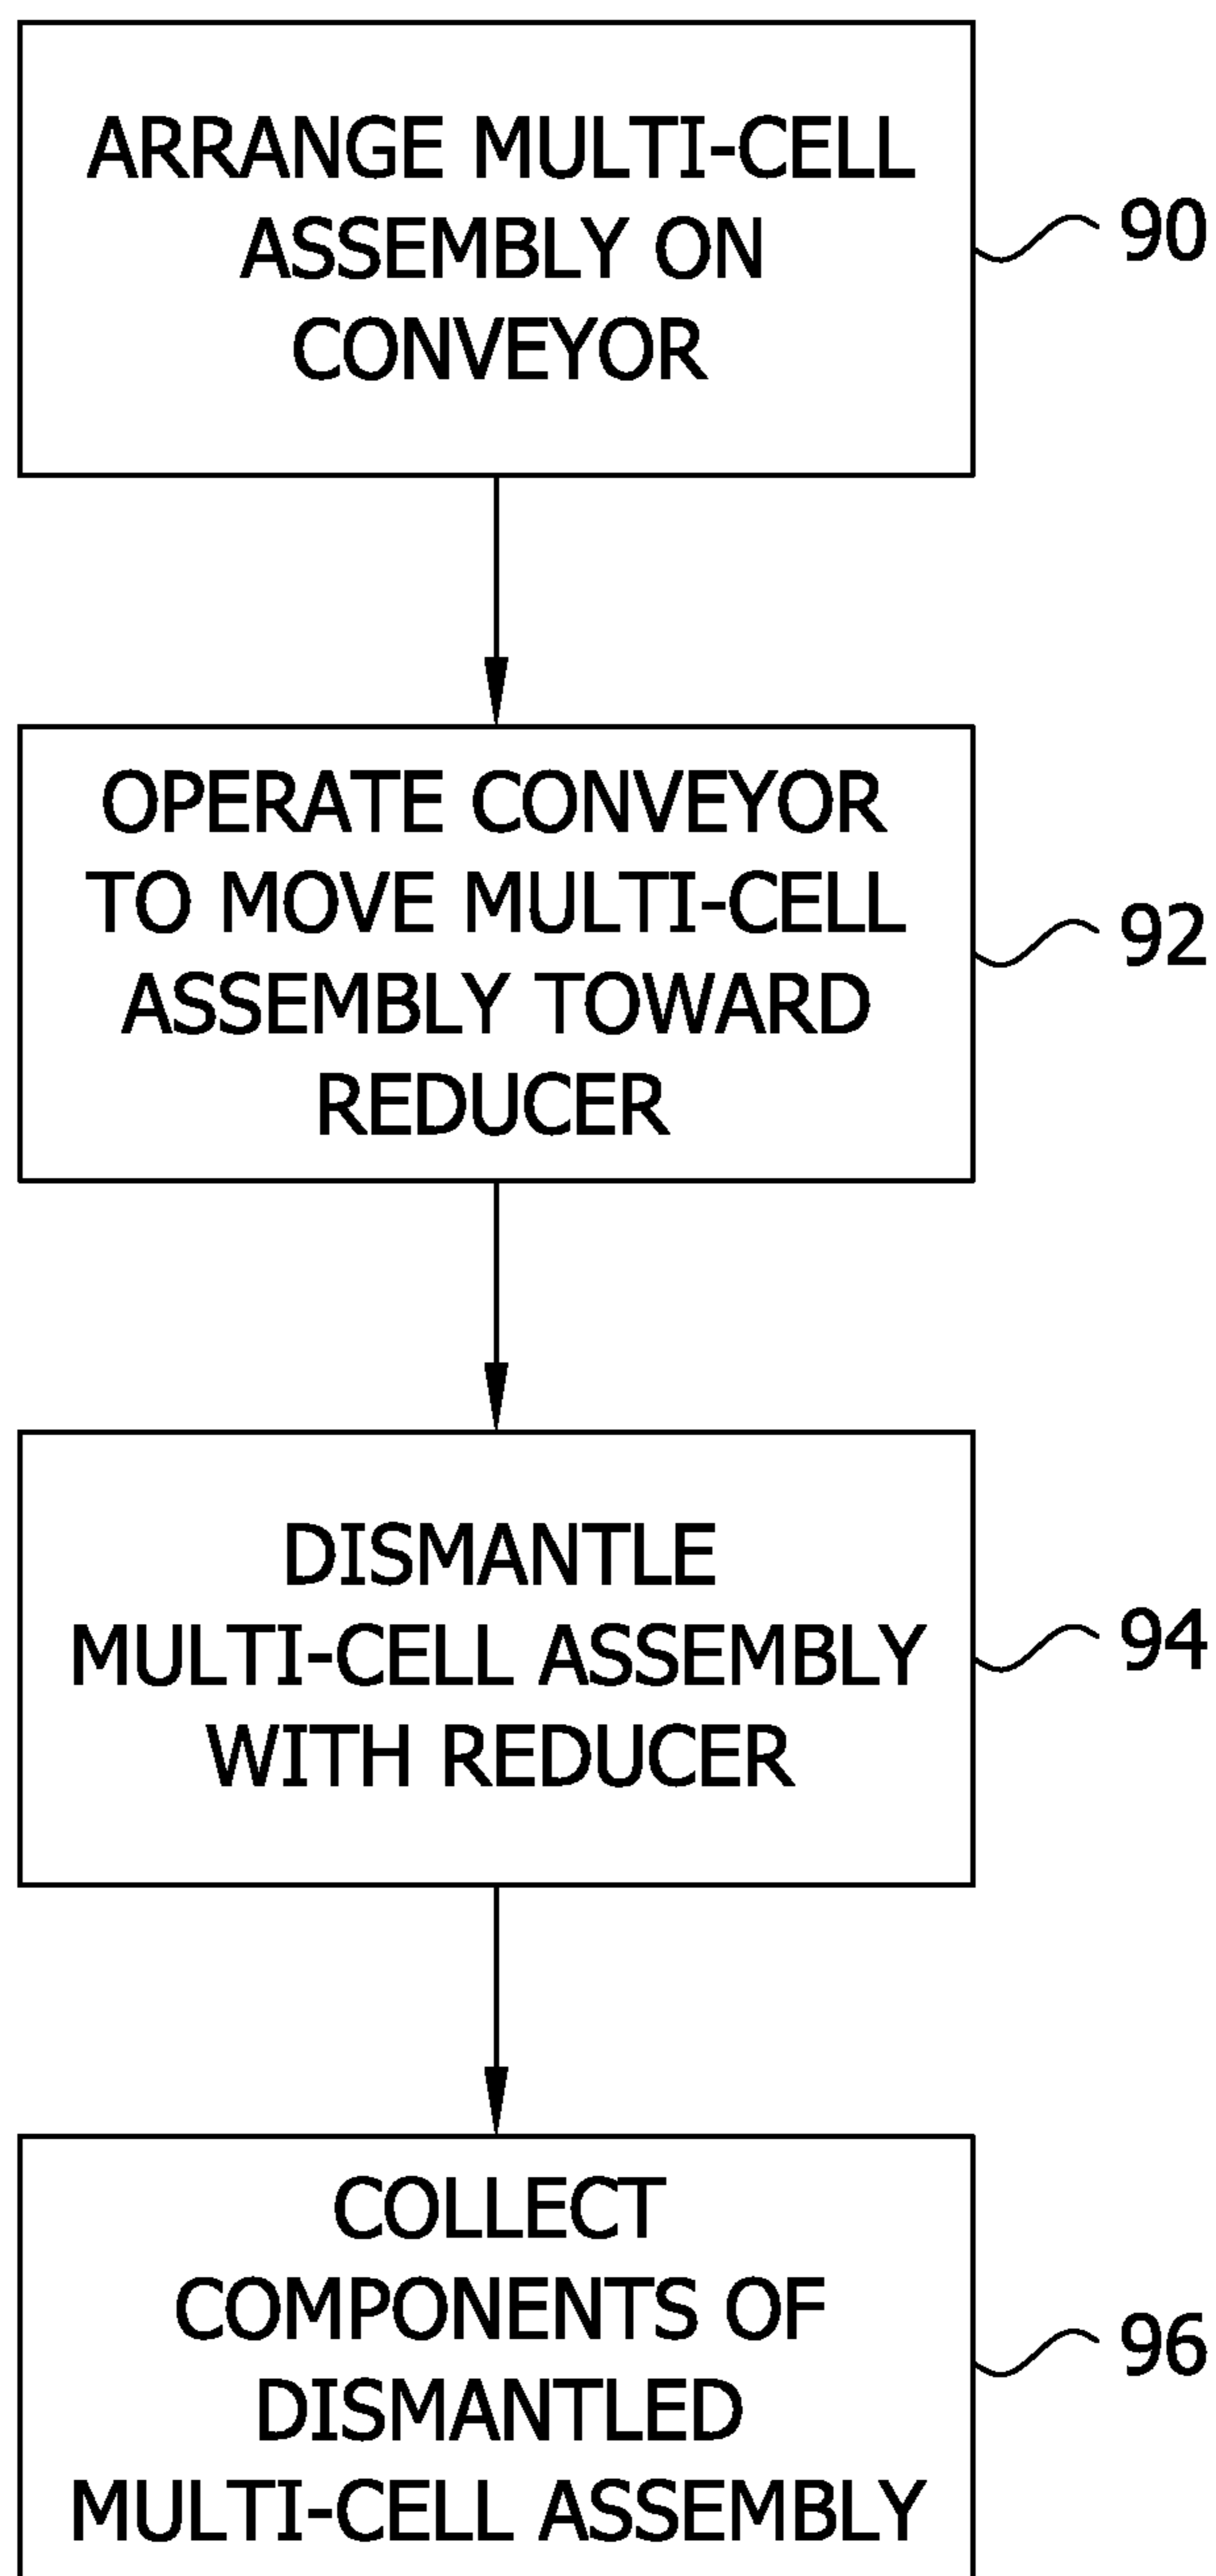 ARRANGE MULTI-CELL
ASSEMBLY ON
CONVEYOR
90
OPERATE CONVEYOR
TO MOVE MULTI-CELL
ASSEMBLY TOWARD
REDUCER
92
DISMANTLE
MULTI-CELL ASSEMBLY
WITH REDUCER
94
COLLECT
COMPONENTS OF
DISMANTLED
MULTI-CELL ASSEMBLY
96